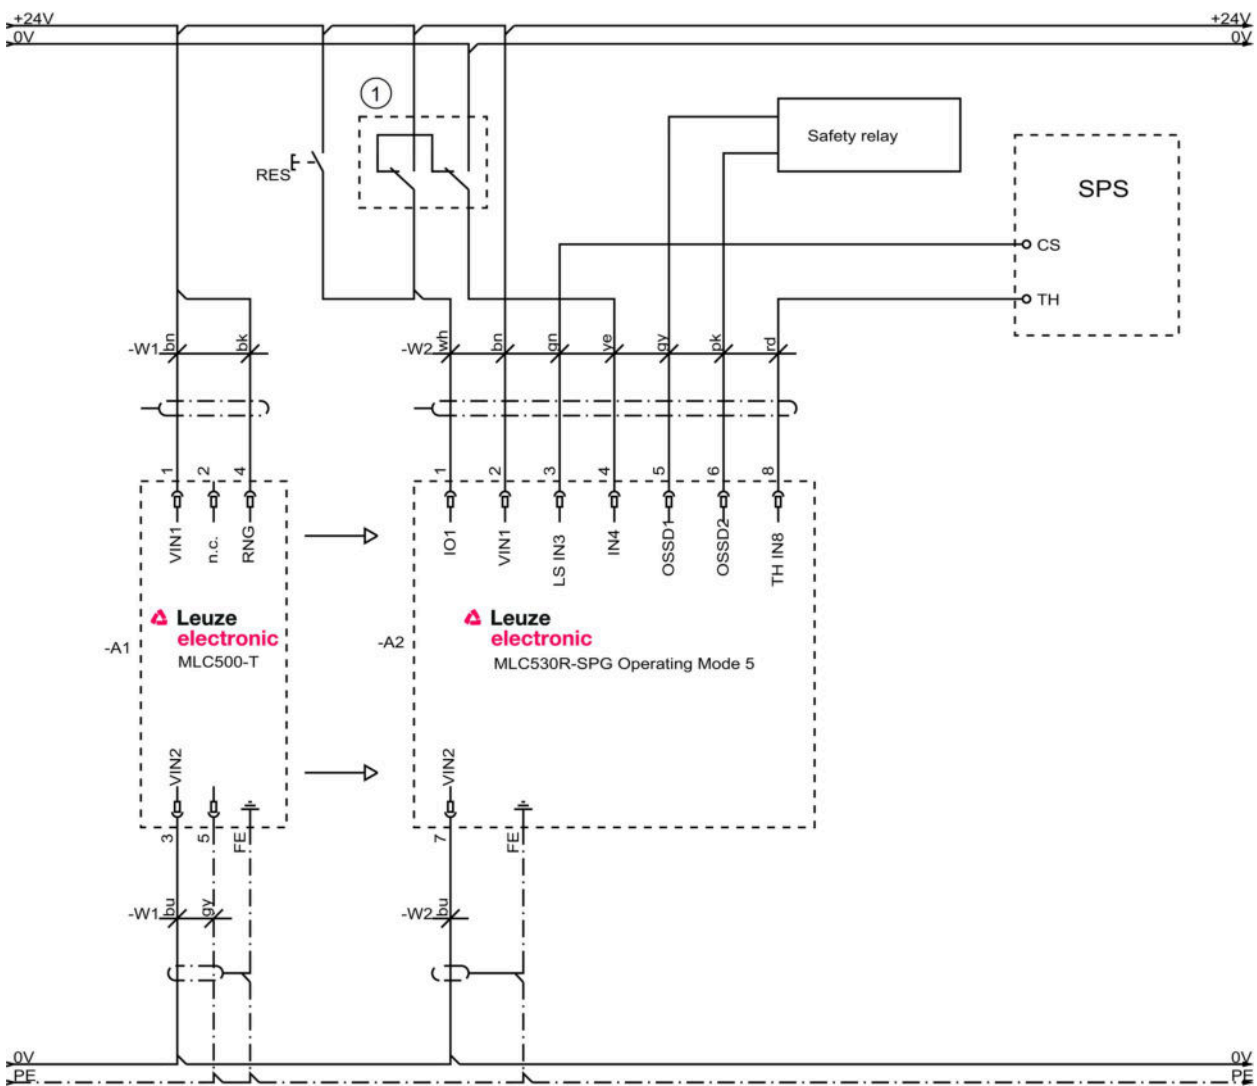 +24V +24V
0V 0V
1
Safety relay
RES
SPS
CS
TH
-W1 bn bk -W2 wh bn gn ye gy pk rd
1 2 4 1 2 3 4 5 6 8
VIN1 n.c. RNG IO1 VIN1 LS IN3 IN4 OSSD1 OSSD2 TH IN8
Leuze Leuze
electronic electronic
-A1 MLC500-T -A2 MLC530R-SPG Operating Mode 5
VIN2 VIN2
3 5 FE 7 FE
-W1 bu gy -W2 bu
0V 0V
PE PE